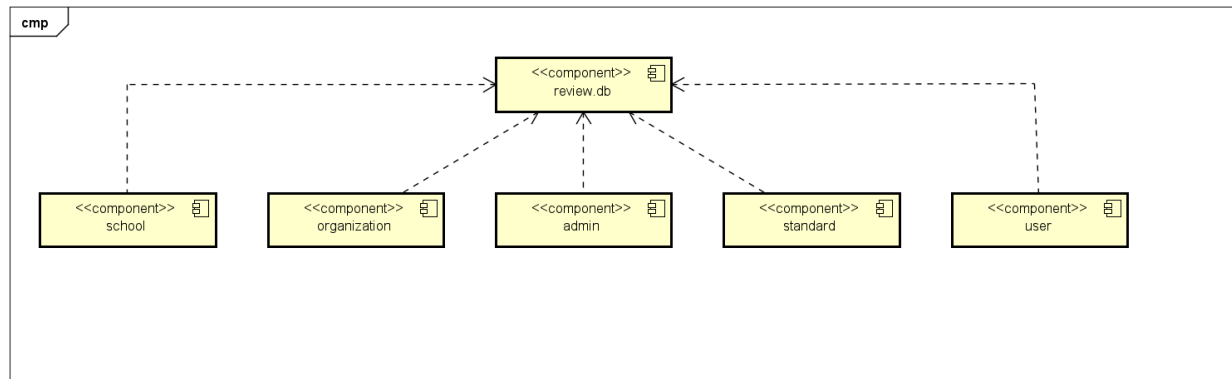 cmp
<<component>>
review.db
<<component>>
school
<<component>>
organization
<<component>>
admin
<<component>>
standard
<<component>>
user